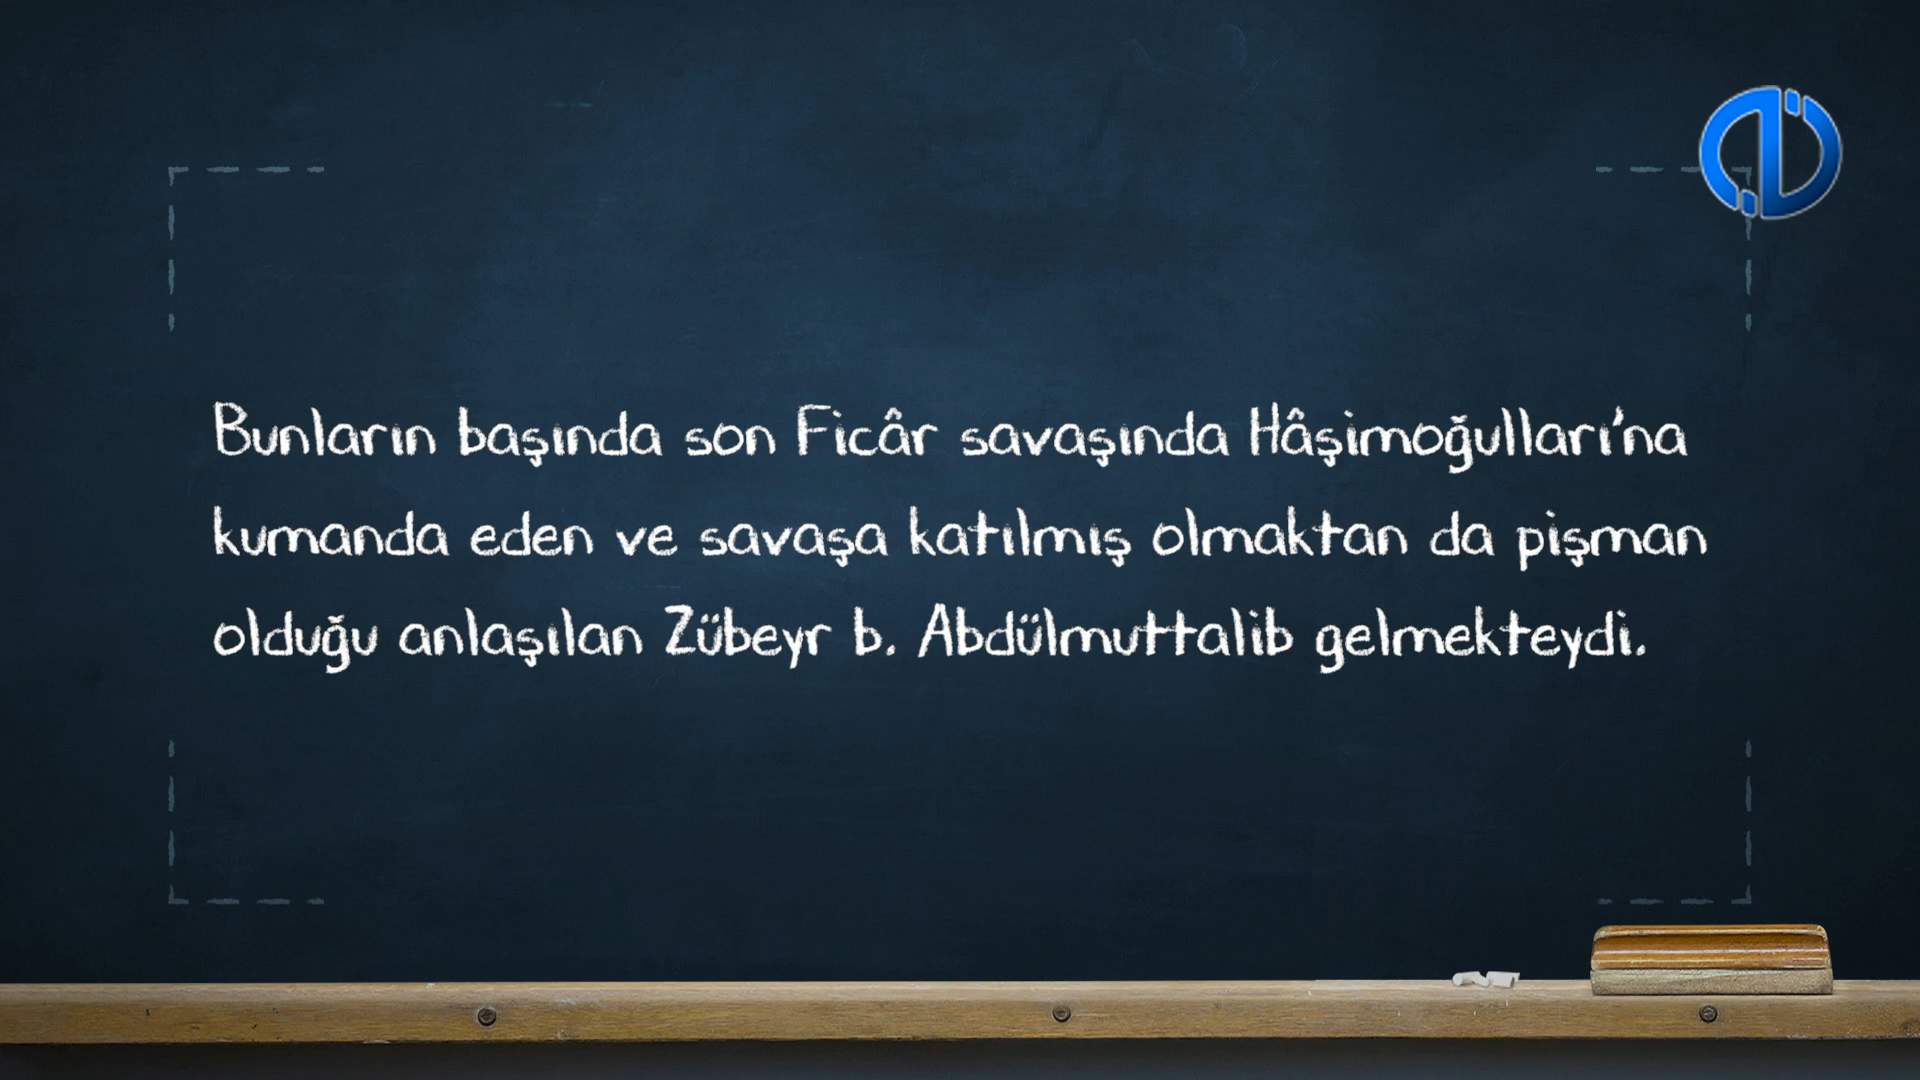 Bunların başında son Ficâr savaşında Hâşimoğulları'na
kumanda eden ve savaşa katılmış olmaktan da pişman
olduğu anlaşılan Zübeyr b. Abdülmuttalib gelmekteydi.